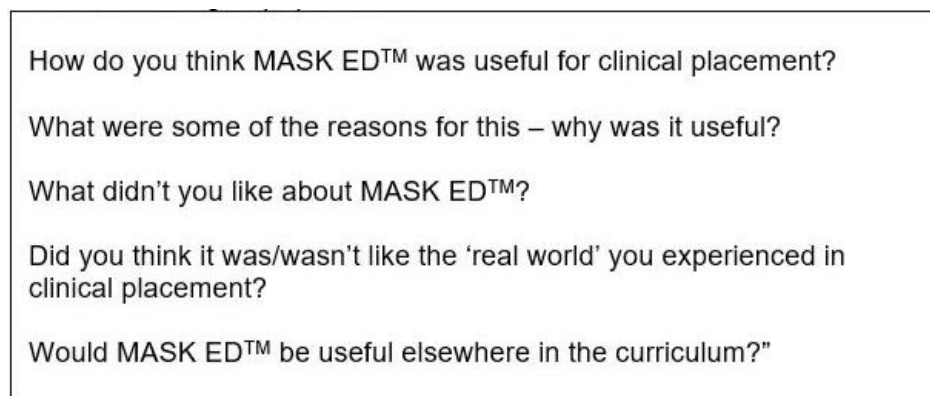 How do you think MASK ED™ was useful for clinical placement?
What were some of the reasons for this – why was it useful?
What didn’t you like about MASK ED™?
Did you think it was/wasn’t like the ‘real world’ you experienced in
clinical placement?
Would MASK ED™ be useful elsewhere in the curriculum?”